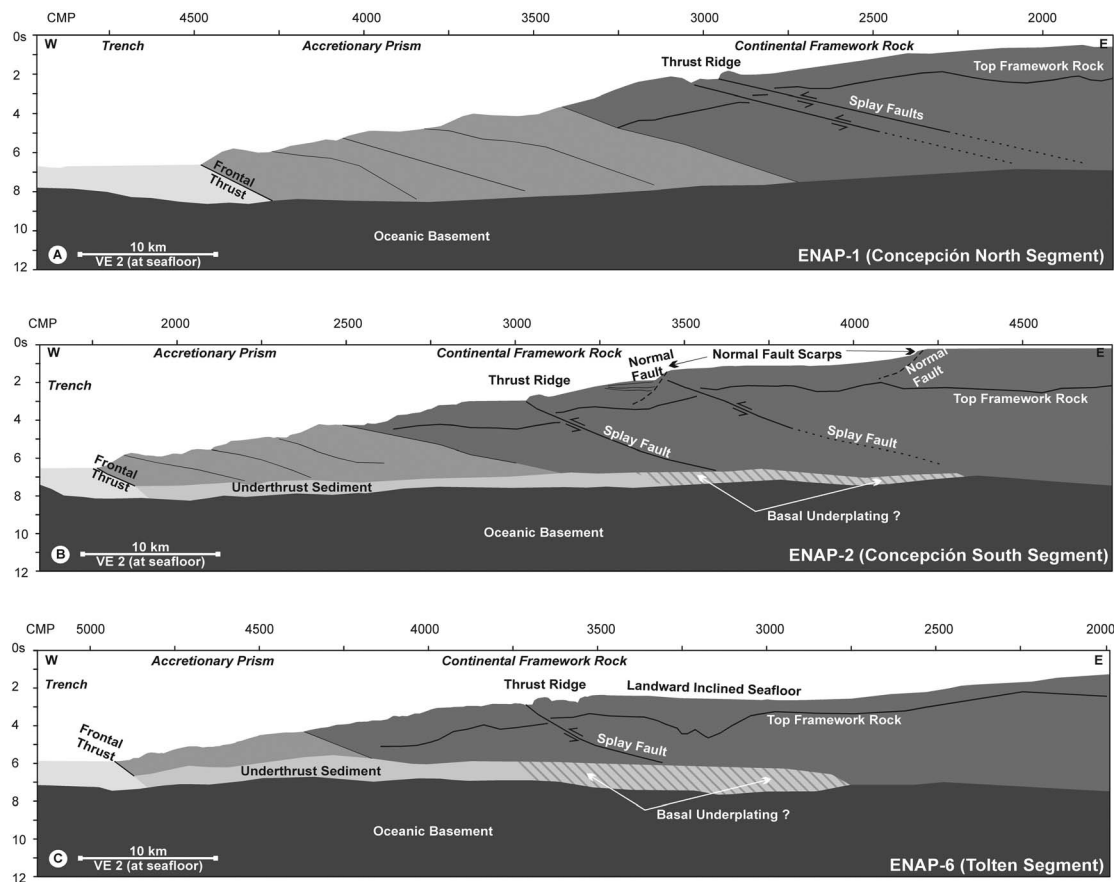 CMP 4500 4000 3500 3000 2500 2000
0s W Trench Accretionary Prism Continental Framework Rock E
Thrust Ridge
Top Framework Rock
2
Splay Faults
4
6
Frontal
Thrust
8
Oceanic Basement
10
10 km
A
VE 2 (at seafloor)
ENAP-1 (Concepción North Segment)
12
CMP 2000 2500 3000 3500 4000 4500
0s W Accretionary Prism Continental Framework Rock E
Normal
Fault
Normal Fault Scarps
Normal
Fault
Trench
2
Thrust Ridge
Top Framework Rock
4
Splay Fault
Splay Fault
6
Frontal
Thrust
Underthrust Sediment
8
Basal Underplating ?
Oceanic Basement
10
10 km
B
VE 2 (at seafloor)
ENAP-2 (Concepción South Segment)
12
CMP 5000 4500 4000 3500 3000 2500 2000
0s W Accretionary Prism Continental Framework Rock E
Trench
2
Thrust Ridge
Landward Inclined Seafloor
Top Framework Rock
4
Frontal
Thrust
Splay Fault
6
Underthrust Sediment
8
Basal Underplating ?
Oceanic Basement
10
10 km
C
VE 2 (at seafloor)
ENAP-6 (Tolten Segment)
12